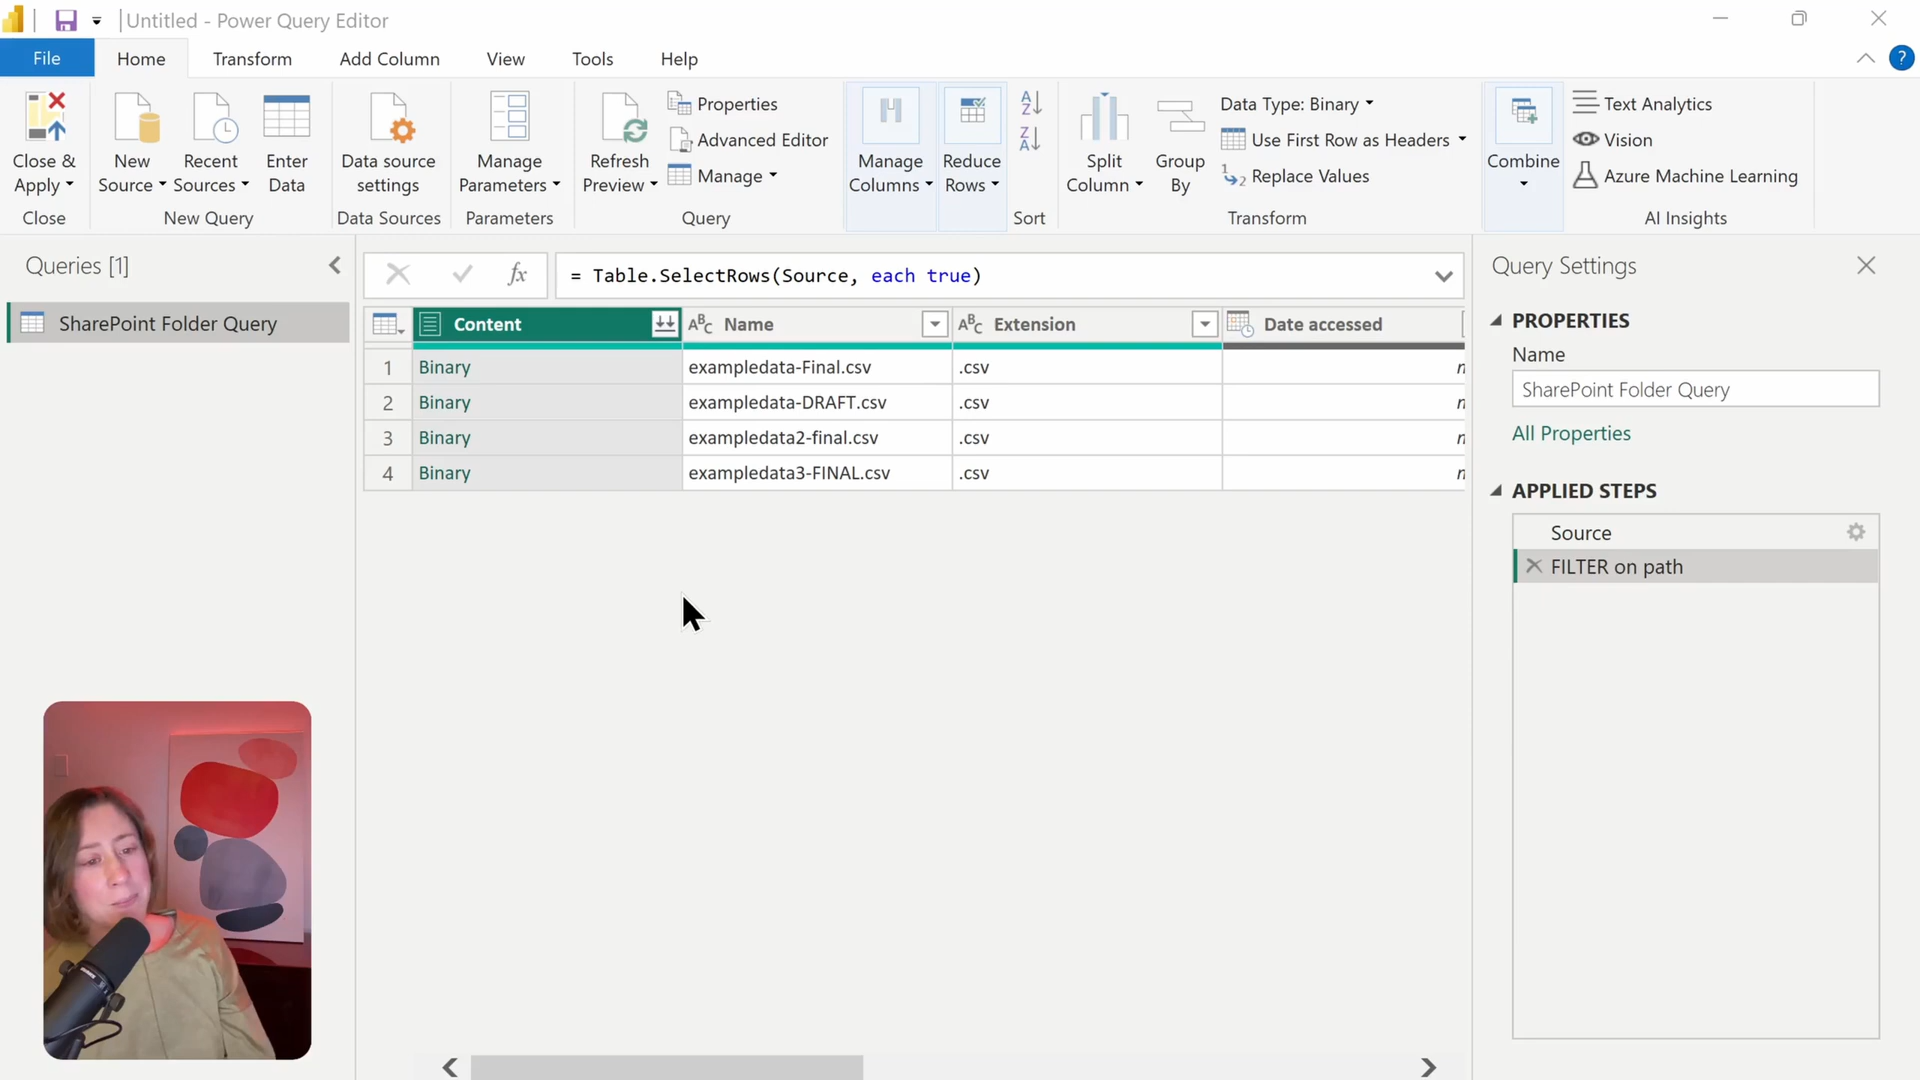 Untitled - Power Query Editor
File
Home
Transform
Add Column
View
Tools
Help
?
Close &
Apply
Close
New
Source
Recent
Sources
Enter
Data
New Query
Data source
settings
Data Sources
Manage
Parameters
Parameters
Refresh
Preview
Properties
Advanced Editor
Manage
Query
Manage
Columns
Reduce
Rows
A
Z
Z
A
Sort
Split
Column
Group
By
Data Type: Binary
Use First Row as Headers
1
2
Replace Values
Transform
Combine
Text Analytics
Vision
Azure Machine Learning
AI Insights
Queries [1]
SharePoint Folder Query
fx
= Table.SelectRows(Source, each true)
Content
ABC Name
ABC Extension
Date accessed
1 Binary exampledata-Final.csv .csv n
2 Binary exampledata-DRAFT.csv .csv n
3 Binary exampledata2-final.csv .csv n
4 Binary exampledata3-FINAL.csv .csv n
Query Settings
PROPERTIES
Name
SharePoint Folder Query
All Properties
APPLIED STEPS
Source
FILTER on path